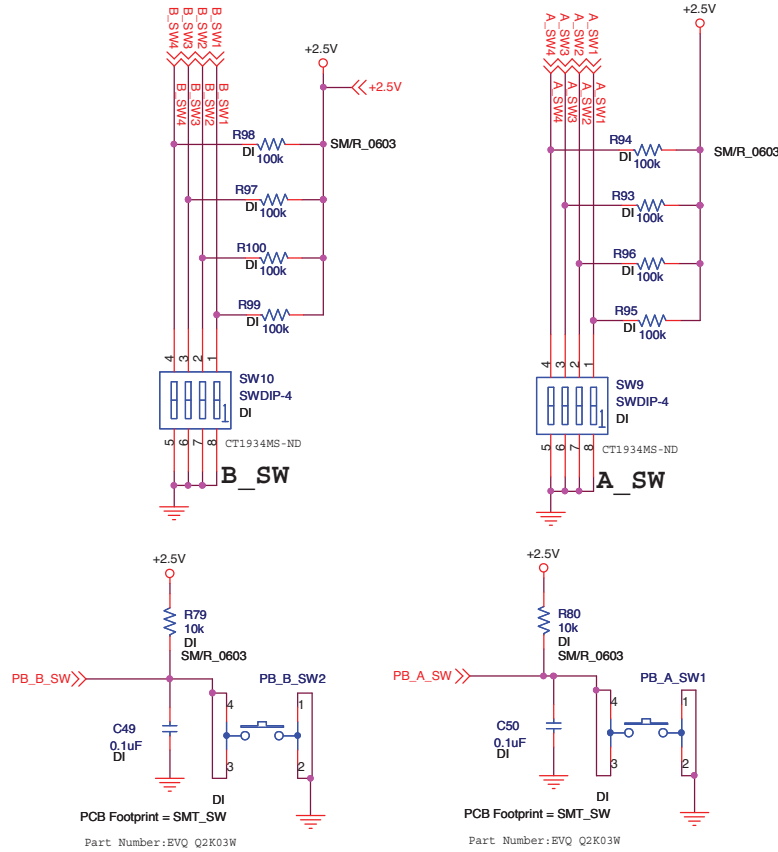 B_SW4
B_SW3
B_SW2
B_SW1
B_SW4
B_SW3
B_SW2
B_SW1
+2.5V
+2.5V
R98
DI
100k
SM/R_0603
R97
DI
100k
R100
DI
100k
R99
DI
100k
4
3
2
1
SW10
SWDIP-4
DI
1
5
6
7
8
CT1934MS-ND
B_SW
A_SW4
A_SW3
A_SW2
A_SW1
A_SW4
A_SW3
A_SW2
A_SW1
+2.5V
R94
DI
100k
SM/R_0603
R93
DI
100k
R96
DI
100k
R95
DI
100k
4
3
2
1
SW9
SWDIP-4
DI
1
5
6
7
8
CT1934MS-ND
A_SW
+2.5V
R79
10k
DI
SM/R_0603
PB_B_SW
PB_B_SW2
4
1
C49
0.1uF
DI
3
2
DI
PCB Footprint = SMT_SW
Part Number:EVQ Q2K03W
+2.5V
R80
10k
DI
SM/R_0603
PB_A_SW
PB_A_SW1
4
1
C50
0.1uF
DI
3
2
DI
PCB Footprint = SMT_SW
Part Number:EVQ Q2K03W